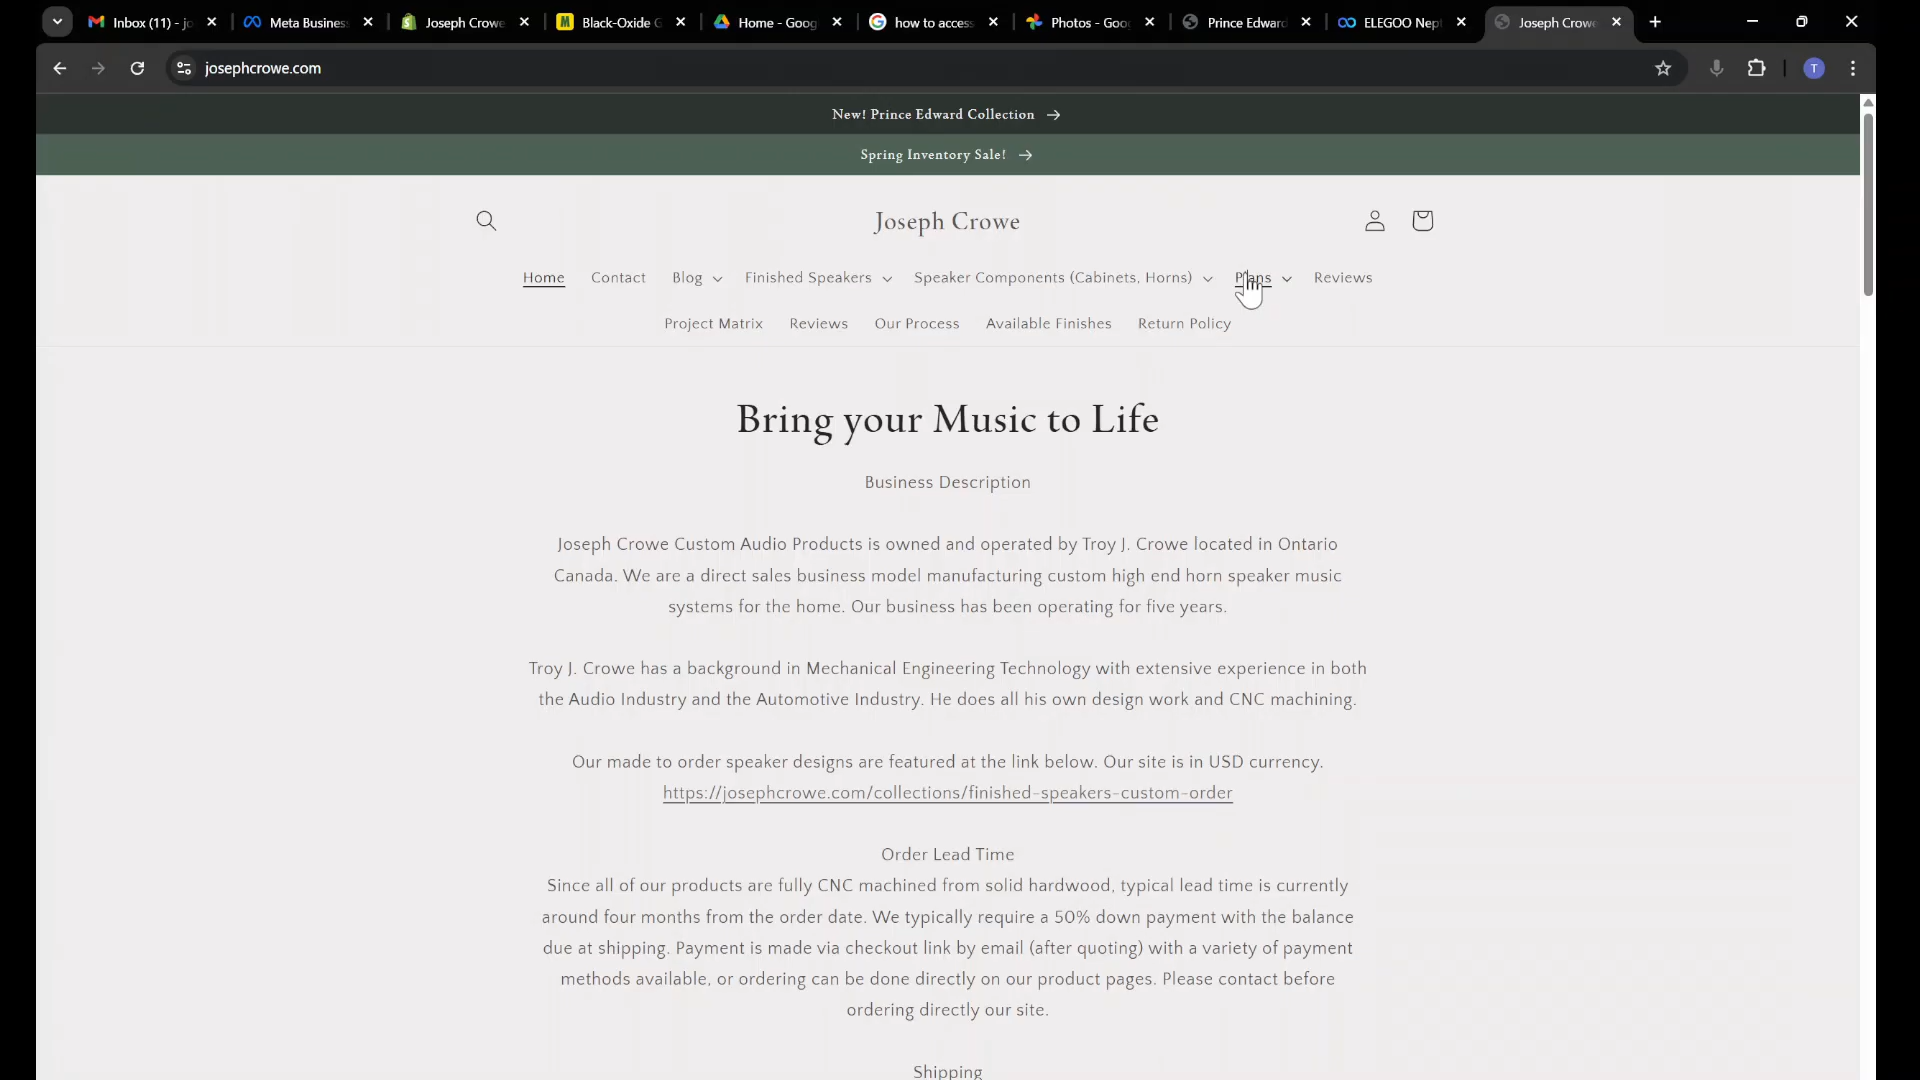 Inbox (11) - jo
Meta Business
Joseph Crowe
Black-Oxide
Home - Goog
how to access
Photos - Goo
Prince Edward
ELEGOO Nep
Joseph Crowe
josephcrowe.com
T
New! Prince Edward Collection →
Spring Inventory Sale! →
Joseph Crowe
Home Contact Blog Finished Speakers Speaker Components (Cabinets, Horns) Plans Reviews
Project Matrix Reviews Our Process Available Finishes Return Policy
Bring your Music to Life
Business Description
Joseph Crowe Custom Audio Products is owned and operated by Troy J. Crowe located in Ontario
Canada. We are a direct sales business model manufacturing custom high end horn speaker music
systems for the home. Our business has been operating for five years.
Troy J. Crowe has a background in Mechanical Engineering Technology with extensive experience in both
the Audio Industry and the Automotive Industry. He does all his own design work and CNC machining.
Our made to order speaker designs are featured at the link below. Our site is in USD currency.
https://josephcrowe.com/collections/finished-speakers-custom-order
Order Lead Time
Since all of our products are fully CNC machined from solid hardwood, typical lead time is currently
around four months from the order date. We typically require a 50% down payment with the balance
due at shipping. Payment is made via checkout link by email (after quoting) with a variety of payment
methods available, or ordering can be done directly on our product pages. Please contact before
ordering directly our site.
Shipping